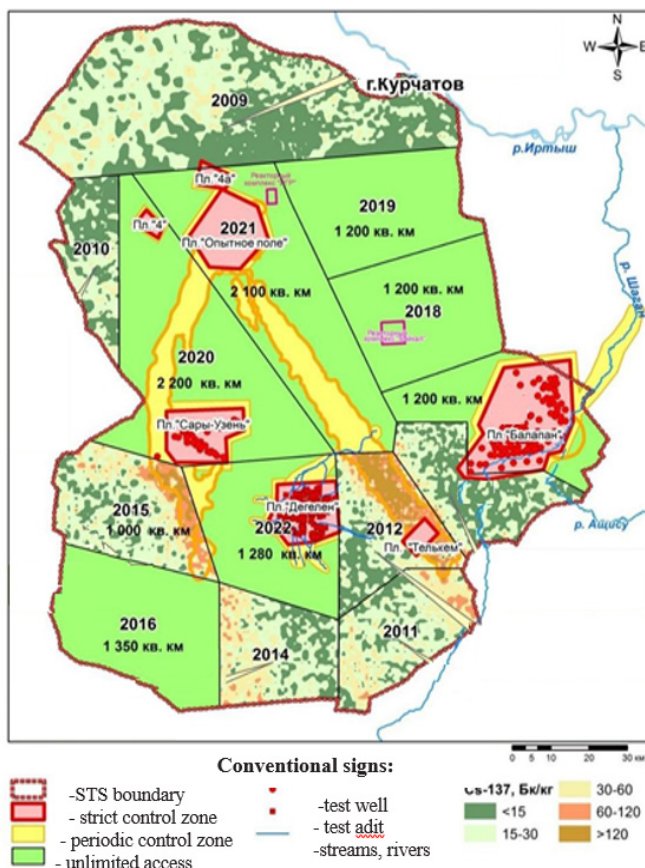 N
W E
S
2009
г.Курчатов
р.Иртыш
Пл."4а"
Реакторный
Пл."4"
2021
Пл."Опытное поле"
2019
1 200 кв. км
2010
р. Шаган
2 100 кв. км
1 200 кв. км
2018
Реакторный
2020
2 200 кв. км
1 200 кв. км
Пл."Сары-Узень"
Пл."Балапан"
2015
1 000 кв. км
Пл."Дегелен"
2022
1 280 кв. км
2012
Пл. "Телькем"
р. Ащису
2016
1 350 кв. км
2014
2011
0 5 10 20 30 км
Conventional signs:
-STS boundary
- strict control zone
- periodic control zone
- unlimited access
-test well
- test adit
-streams, rivers
Cs-137, Бк/кг
<15
15-30
30-60
60-120
>120